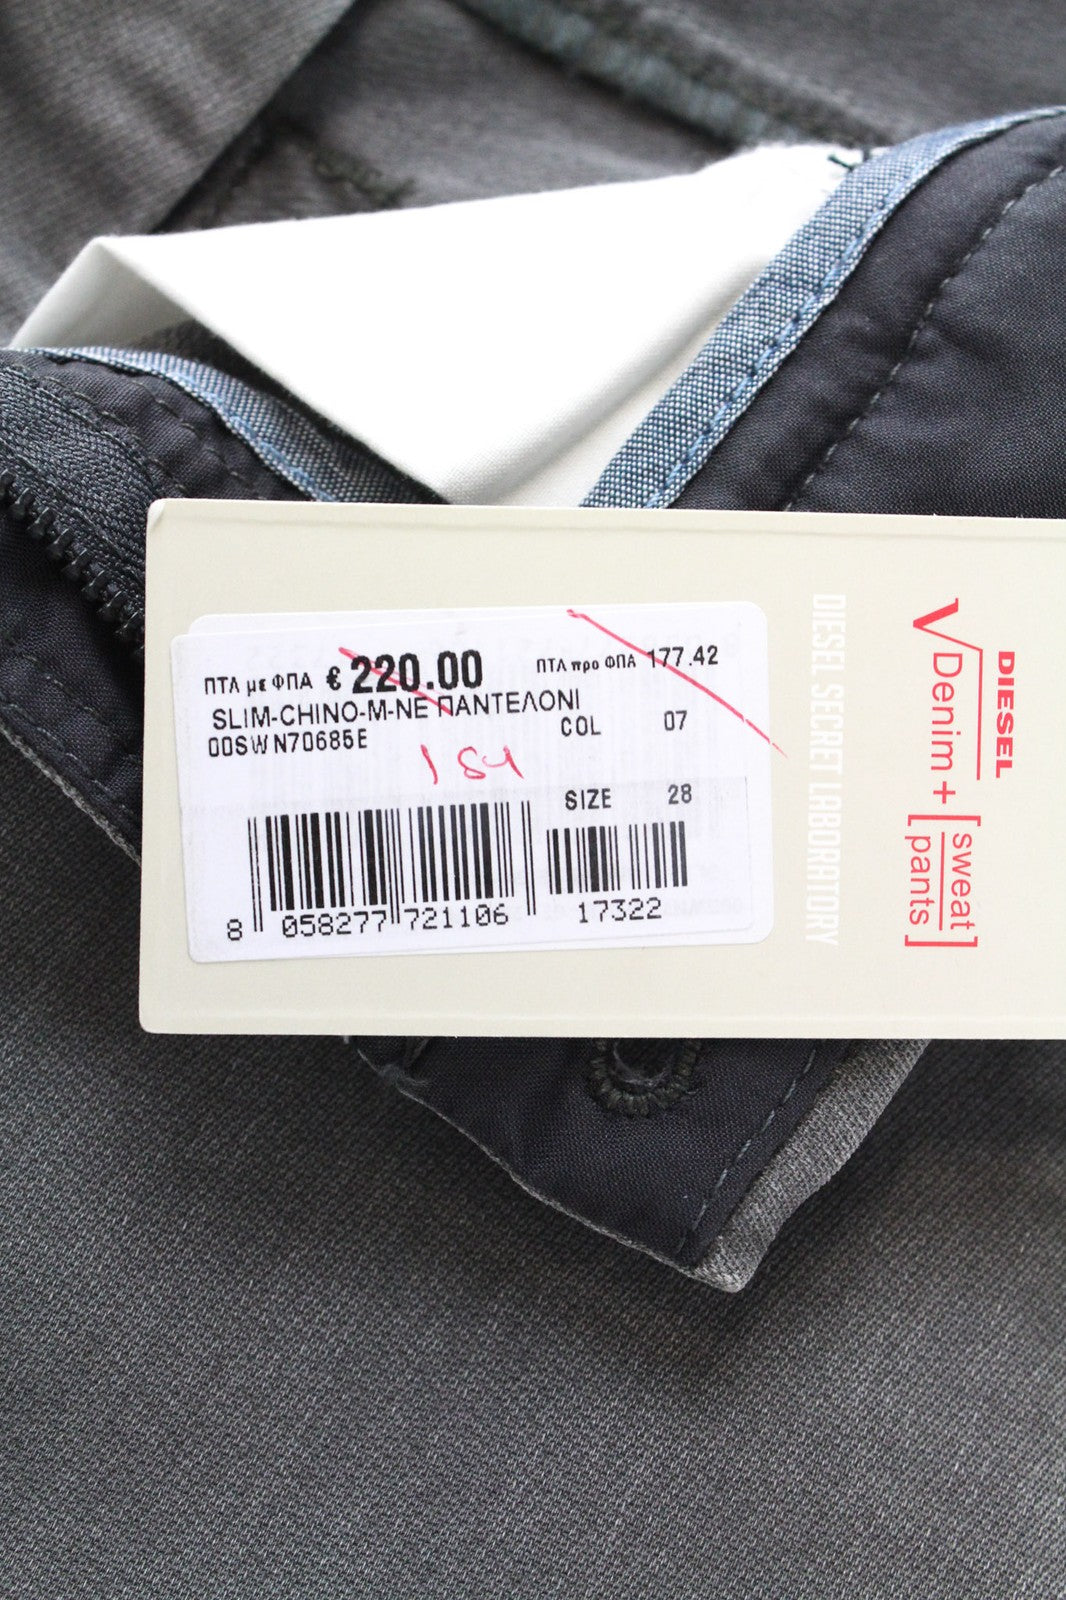 ΠΤΛ με ΦΠΑ € 220.00 ΠΤΛ προ ΦΠΑ 177.42
SLIM-CHINO-M-NE ΠΑΝΤΕΛΟΝΙ
00SWN70685E COL 07
154
SIZE 28
8 058277 721106 17322
DIESEL SECRET LABORATORY
√Denim + [sweat pants]
DIESEL